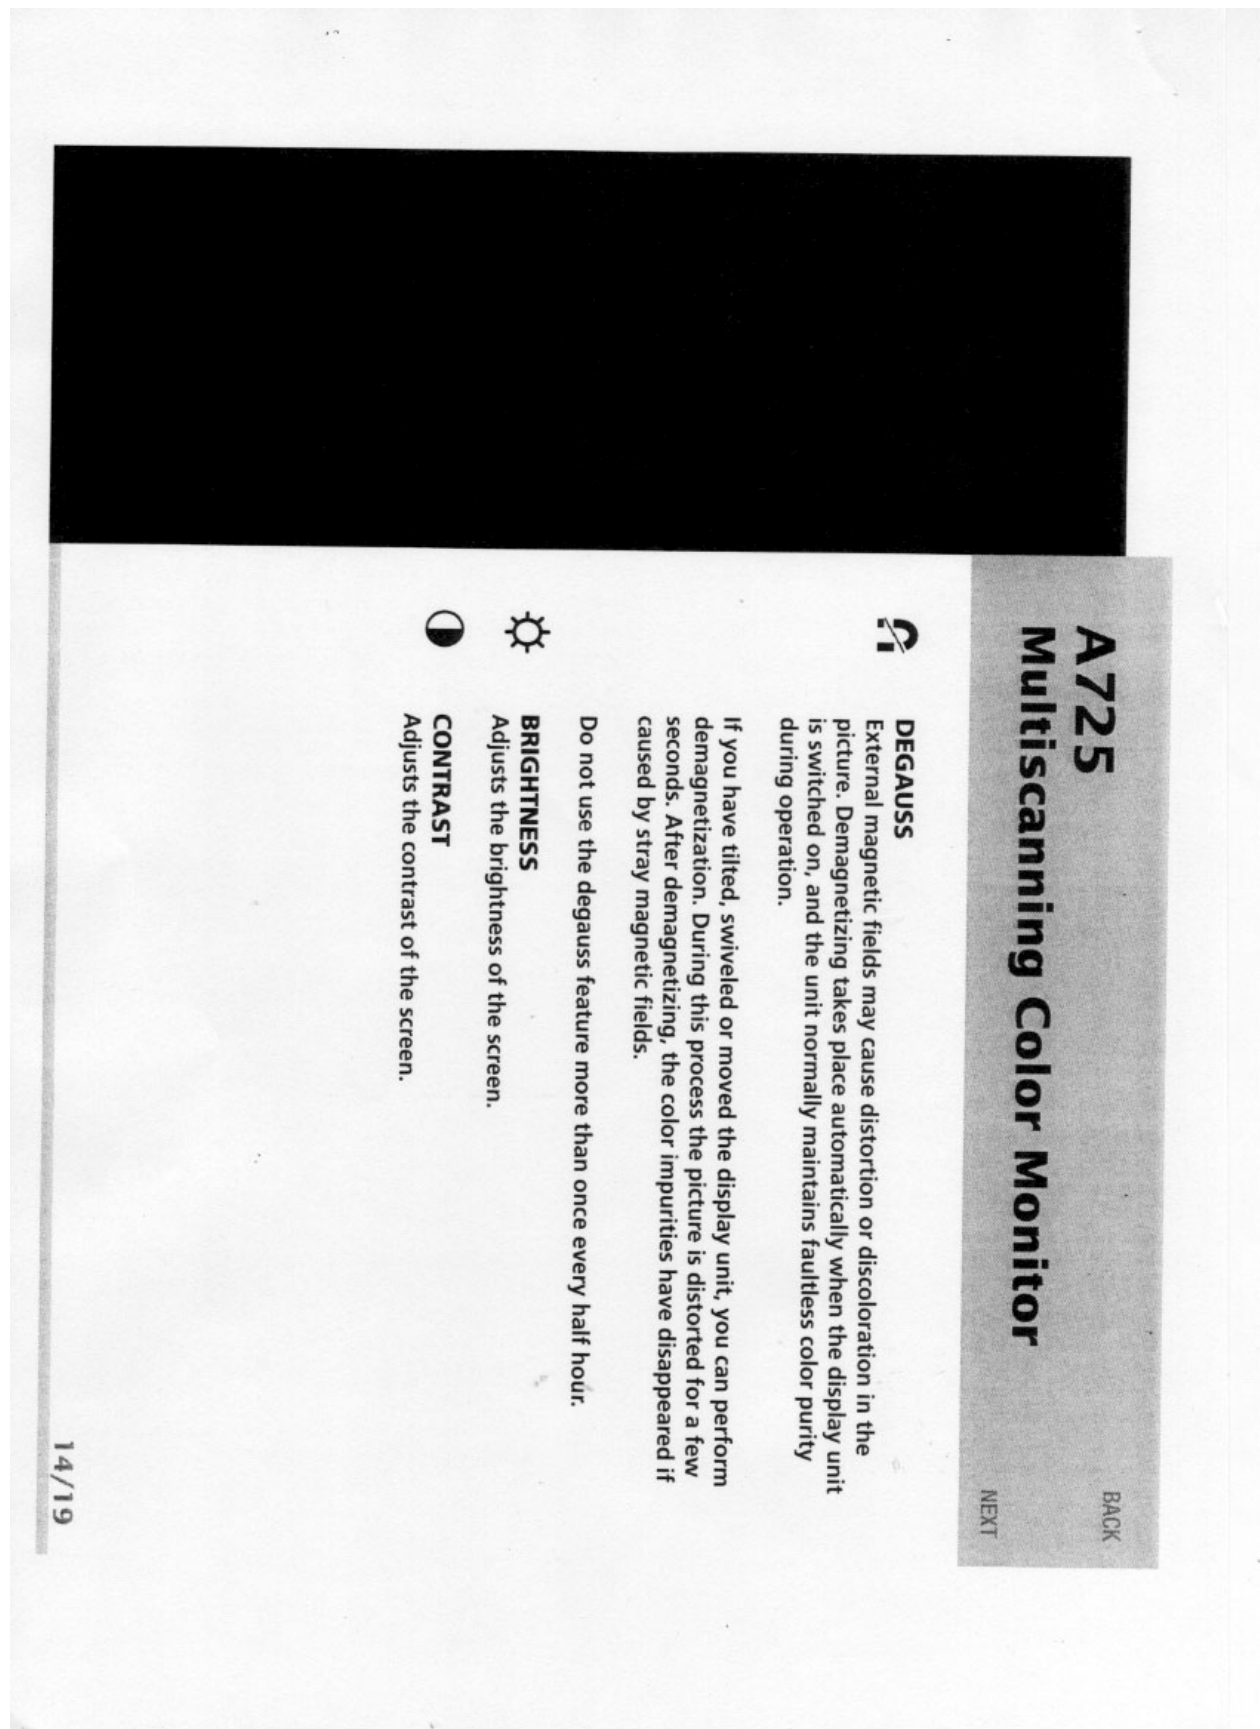 A725
Multiscanning Color Monitor
BACK
NEXT
DEGAUSS
External magnetic fields may cause distortion or discoloration in the
picture. Demagnetizing takes place automatically when the display unit
is switched on, and the unit normally maintains faultless color purity
during operation.
If you have tilted, swiveled or moved the display unit, you can perform
demagnetization. During this process the picture is distorted for a few
seconds. After demagnetizing, the color impurities have disappeared if
caused by stray magnetic fields.
Do not use the degauss feature more than once every half hour.
BRIGHTNESS
Adjusts the brightness of the screen.
CONTRAST
Adjusts the contrast of the screen.
14/19